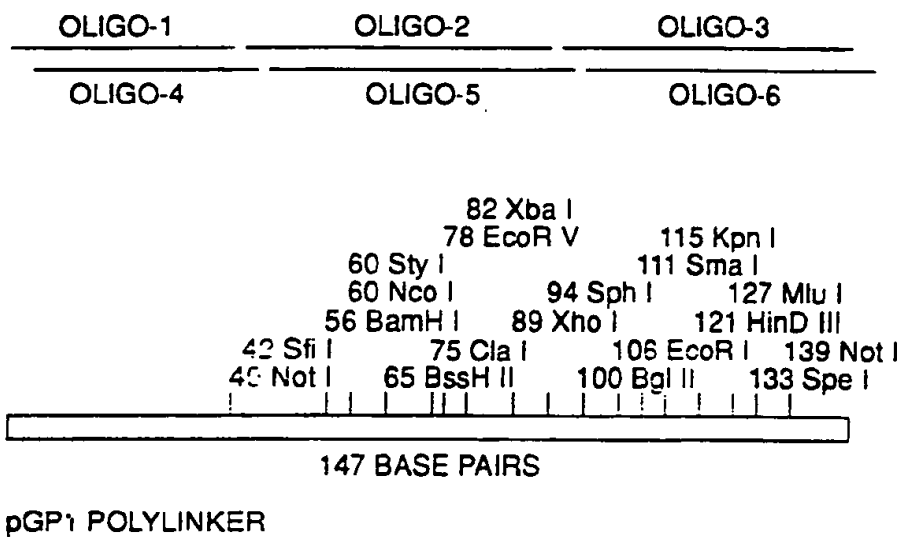 OLIGO-1 OLIGO-2 OLIGO-3
OLIGO-4 OLIGO-5 OLIGO-6
82 Xba I
78 EcoR V 115 Kpn I
60 Sty I 111 Sma I
60 Nco I 94 Sph I 127 Mlu I
56 BamH I 89 Xho I 121 HinD III
42 Sfi I 75 Cla I 106 EcoR I 139 Not I
Not I 65 BssH II 100 Bgl II 133 Spe I
147 BASE PAIRS
POLYLINKER